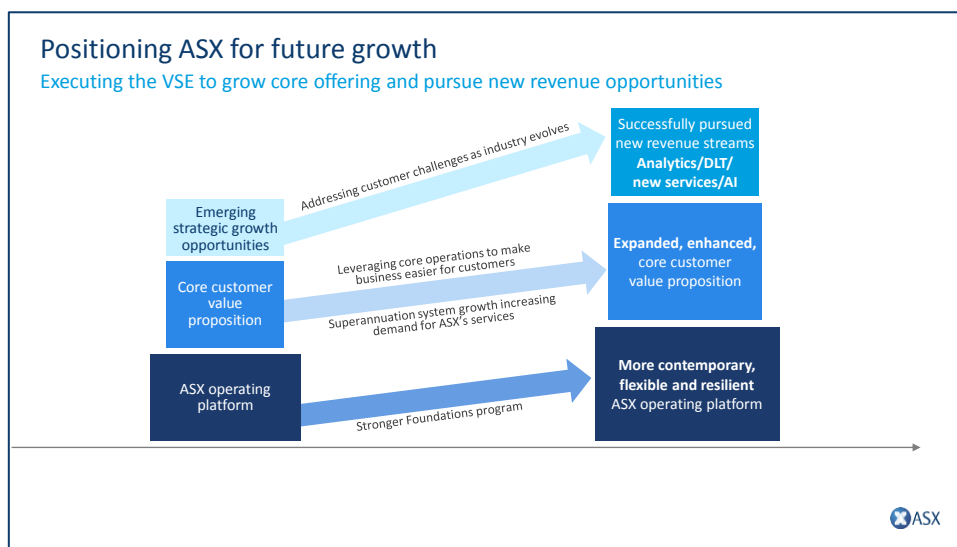 Positioning ASX for future growth
Executing the VSE to grow core offering and pursue new revenue opportunities
Addressing customer challenges as industry evolves
Successfully pursued
new revenue streams
Analytics/DLT/
new services/AI
Emerging
strategic growth
opportunities
Leveraging core operations to make
business easier for customers
Expanded, enhanced,
core customer
value proposition
Core customer
value
proposition
Superannuation system growth increasing
demand for ASX's services
More contemporary,
flexible and resilient
ASX operating platform
ASX operating
platform
Stronger Foundations program
ASX